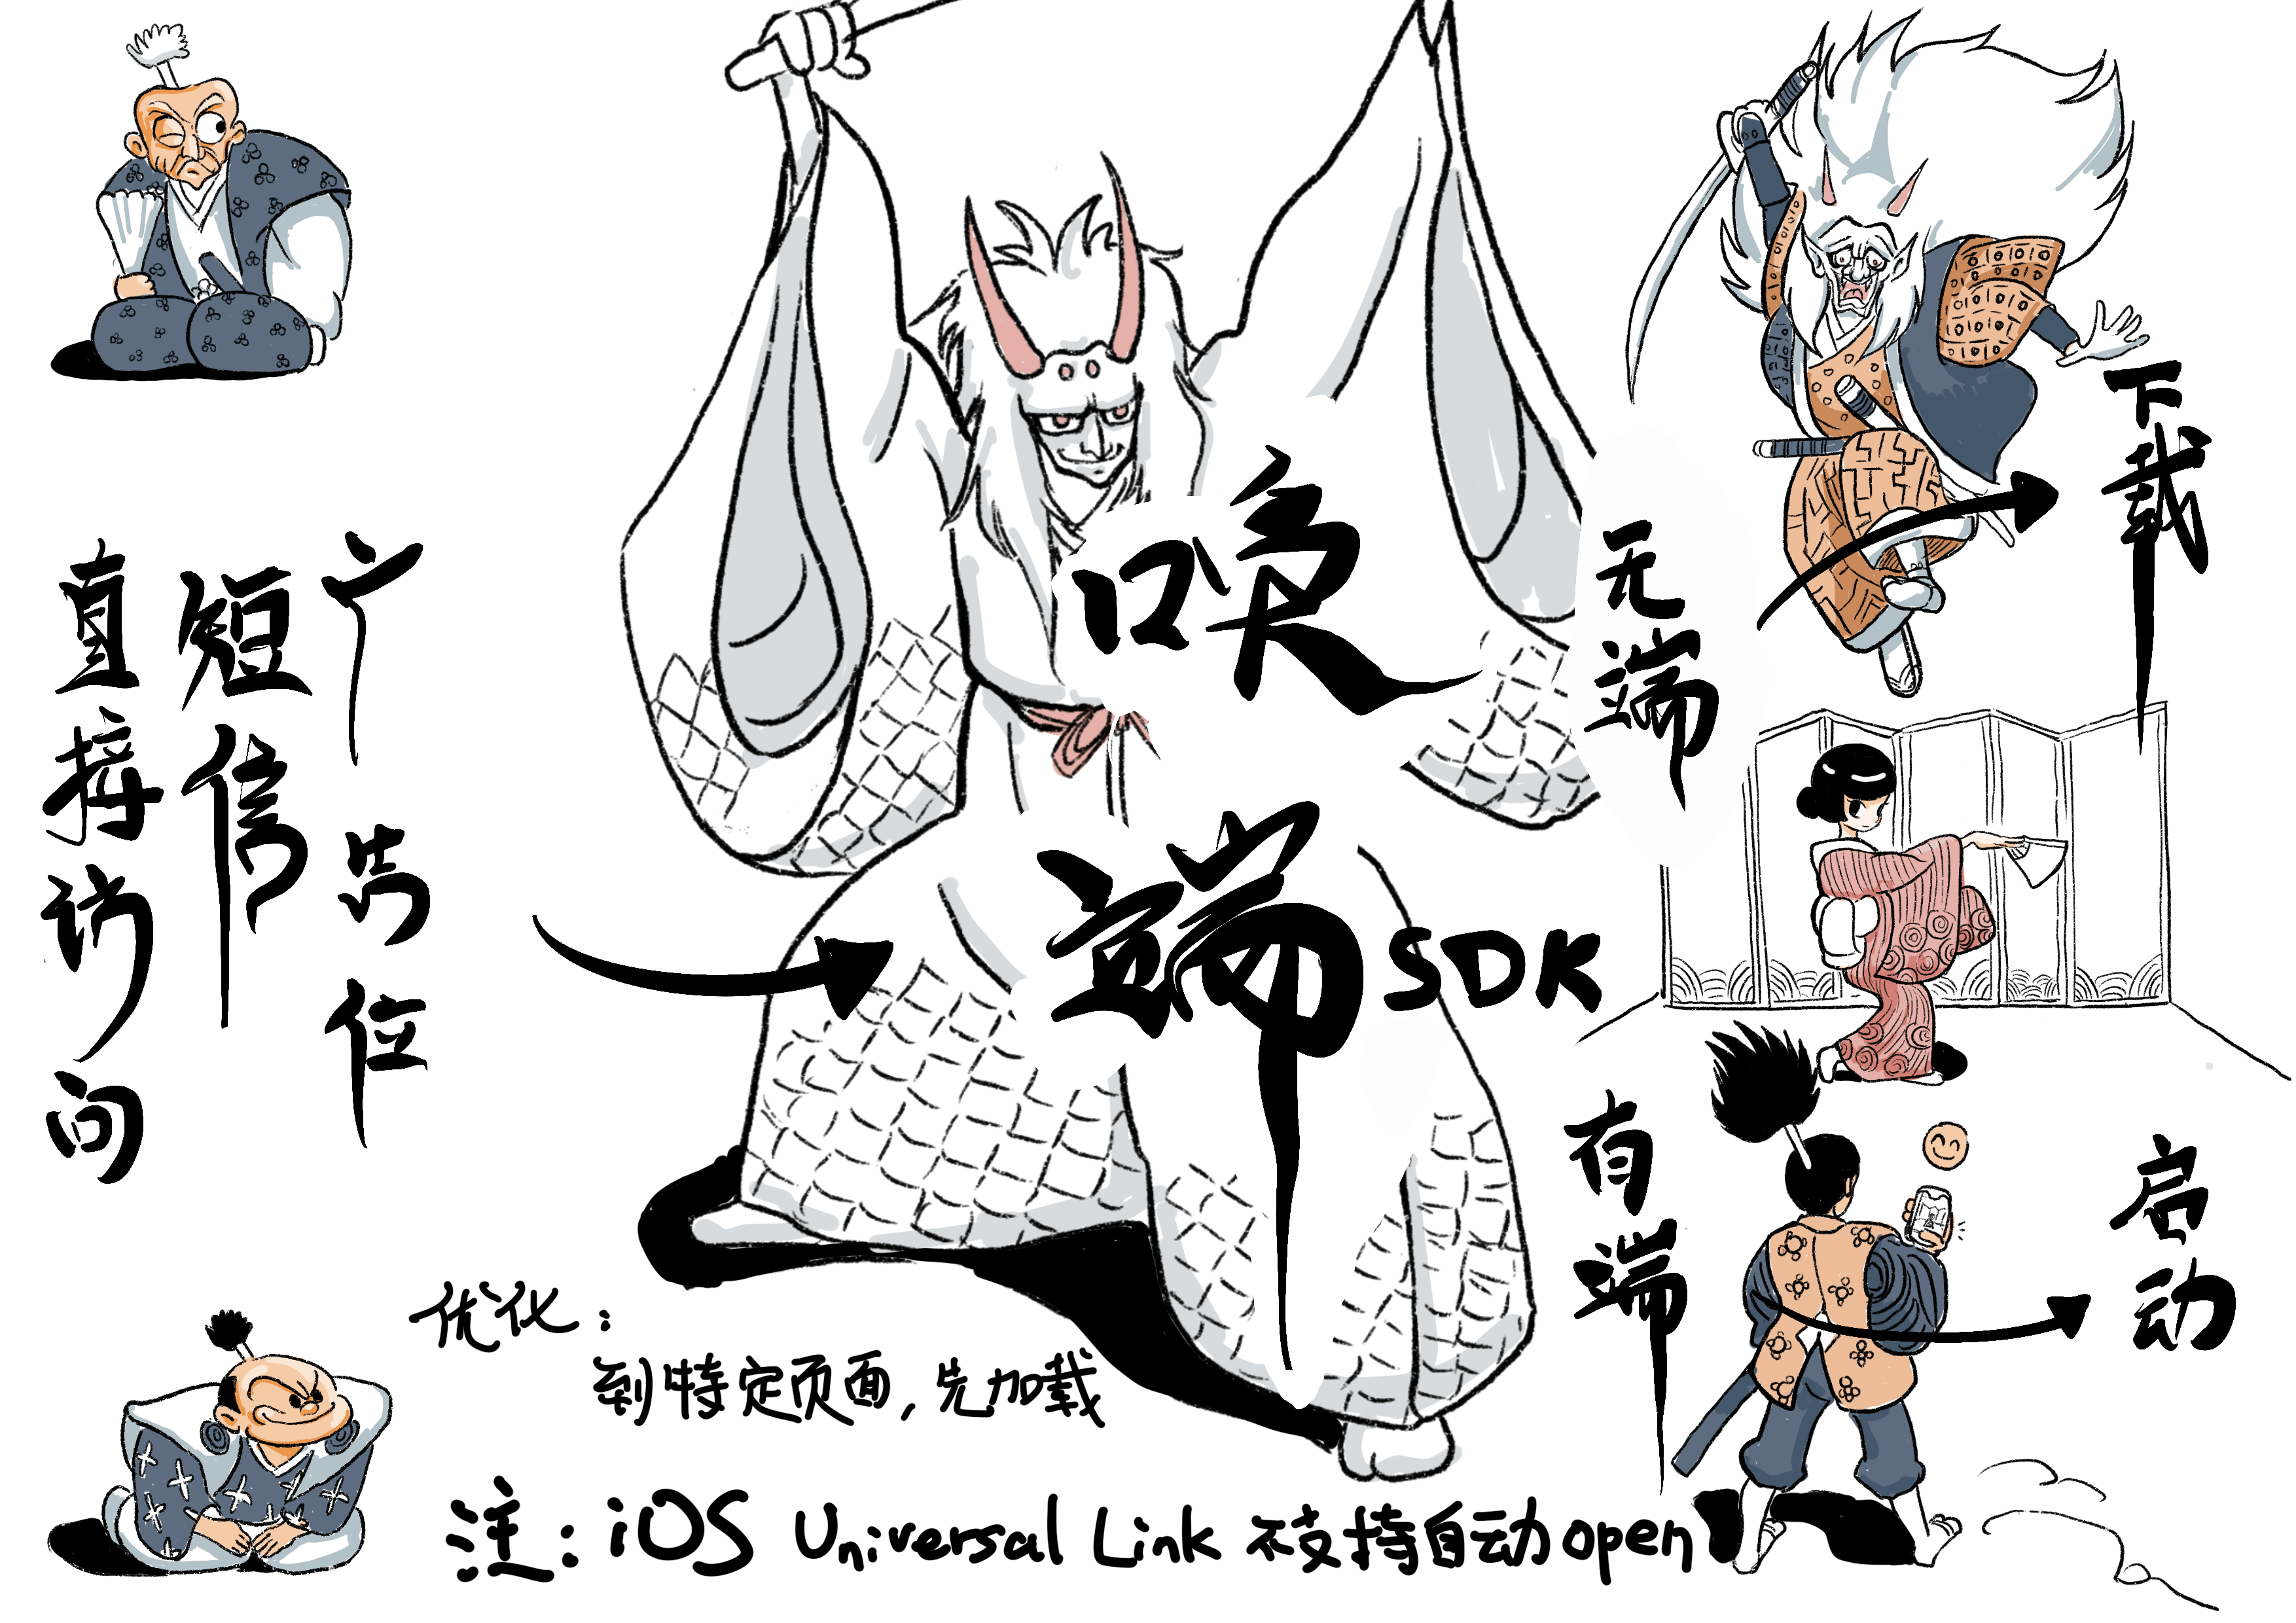 直接访问
短信
广告位
唤端SDK
无端
下载
有端
启动
优化：
到特定页面，先加载
注：iOS Universal Link 不支持自动open